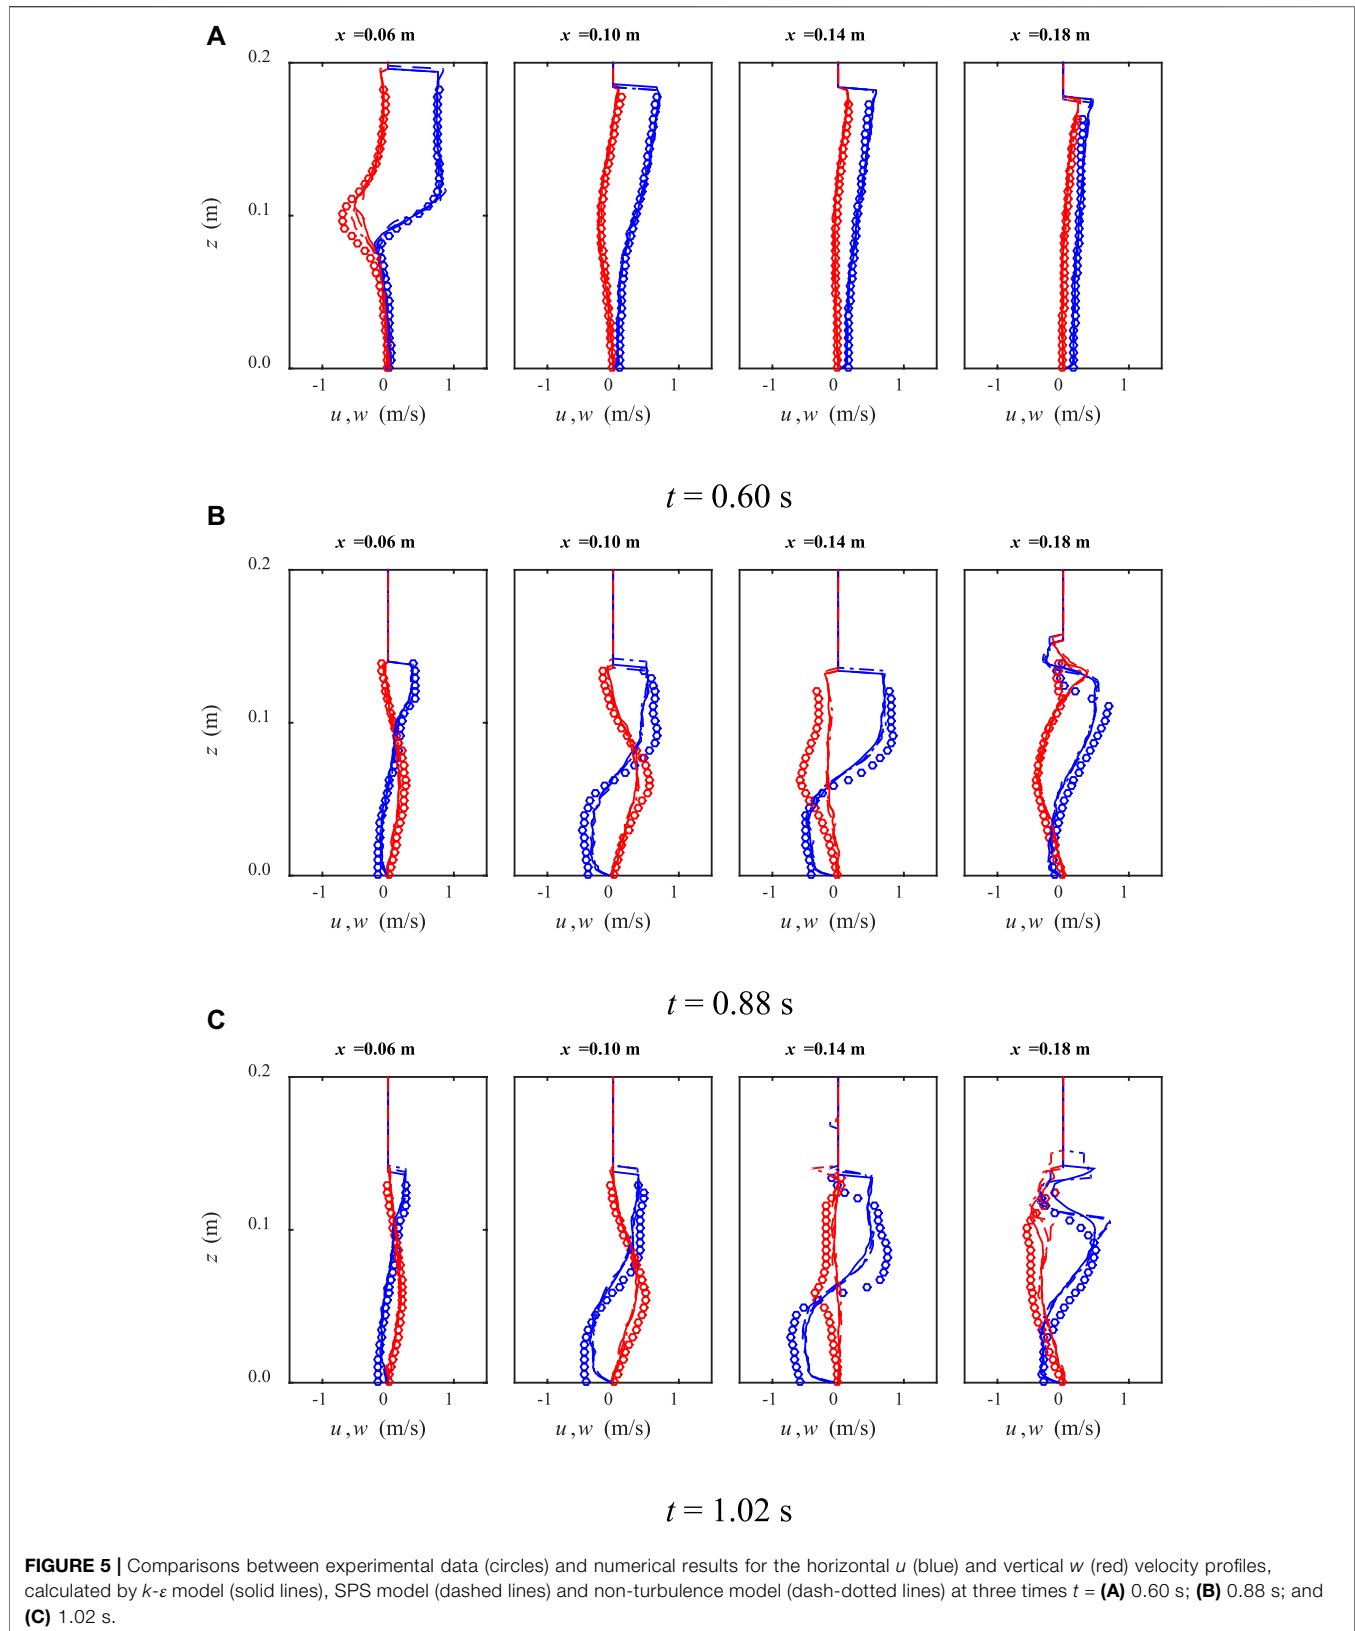 A
x =0.06 m x =0.10 m x =0.14 m x =0.18 m
0.2
z (m)
0.1
0.0
-1 0 1 -1 0 1 -1 0 1 -1 0 1
u ,w (m/s) u ,w (m/s) u ,w (m/s) u ,w (m/s)
t = 0.60 s
B
x =0.06 m x =0.10 m x =0.14 m x =0.18 m
0.2
z (m)
0.1
0.0
-1 0 1 -1 0 1 -1 0 1 -1 0 1
u ,w (m/s) u ,w (m/s) u ,w (m/s) u ,w (m/s)
t = 0.88 s
C
x =0.06 m x =0.10 m x =0.14 m x =0.18 m
0.2
z (m)
0.1
0.0
-1 0 1 -1 0 1 -1 0 1 -1 0 1
u ,w (m/s) u ,w (m/s) u ,w (m/s) u ,w (m/s)
t = 1.02 s
FIGURE 5 | Comparisons between experimental data (circles) and numerical results for the horizontal u (blue) and vertical w (red) velocity profiles,
calculated by k-ε model (solid lines), SPS model (dashed lines) and non-turbulence model (dash-dotted lines) at three times t = (A) 0.60 s; (B) 0.88 s; and
(C) 1.02 s.